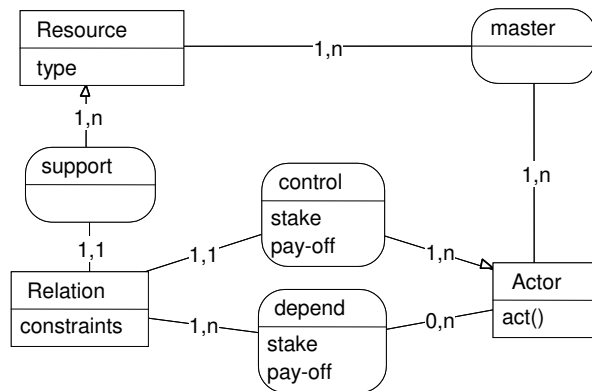 Resource
type
1,n
master
1,n
support
1,n
control
stake
pay-off
1,1
1,1
1,n
Relation
constraints
1,n
depend
stake
pay-off
0,n
Actor
act()